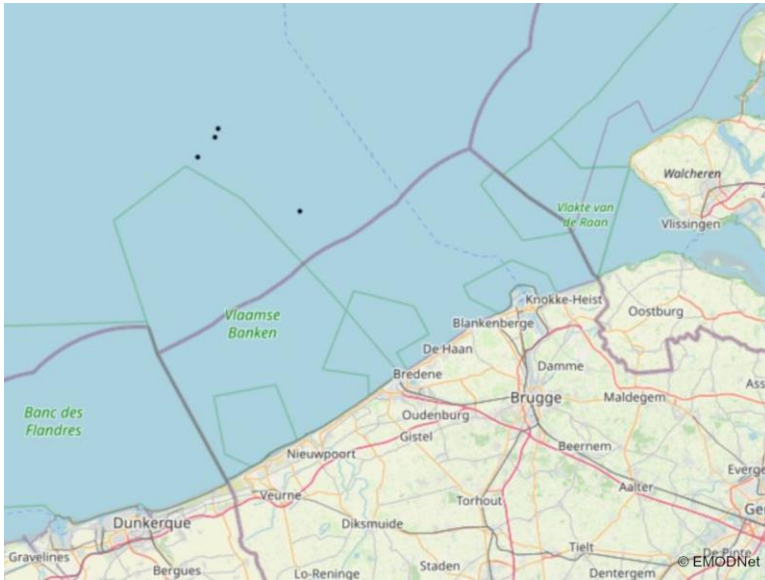 Walcheren
Vlakte van
de Raan
Vlissingen
Knokke-Heist
Oostburg
Vlaamse
Banken
Blankenberge
De Haan
Damme
Bredene
Brugge
Maldegem
Banc des
Flandres
Oudenburg
Gistel
Beernem
Nieuwpoort
Aalter
Veurne
Torhout
Dunkerque
Diksmuide
Tielt
De Pinte
Gravelines
© EMODNet
Bergues
Lo-Reninge
Staden
Dentergem